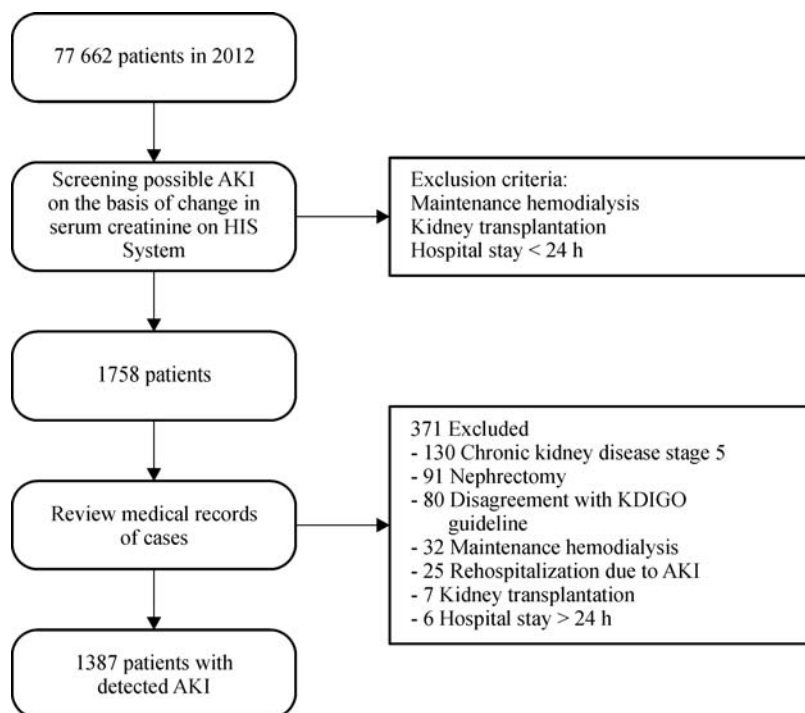 77 662 patients in 2012
Screening possible AKI
on the basis of change in
serum creatinine on HIS
System
Exclusion criteria:
Maintenance hemodialysis
Kidney transplantation
Hospital stay < 24 h
1758 patients
371 Excluded
- 130 Chronic kidney disease stage 5
- 91 Nephrectomy
- 80 Disagreement with KDIGO
guideline
- 32 Maintenance hemodialysis
- 25 Rehospitalization due to AKI
- 7 Kidney transplantation
- 6 Hospital stay > 24 h
Review medical records
of cases
1387 patients with
detected AKI